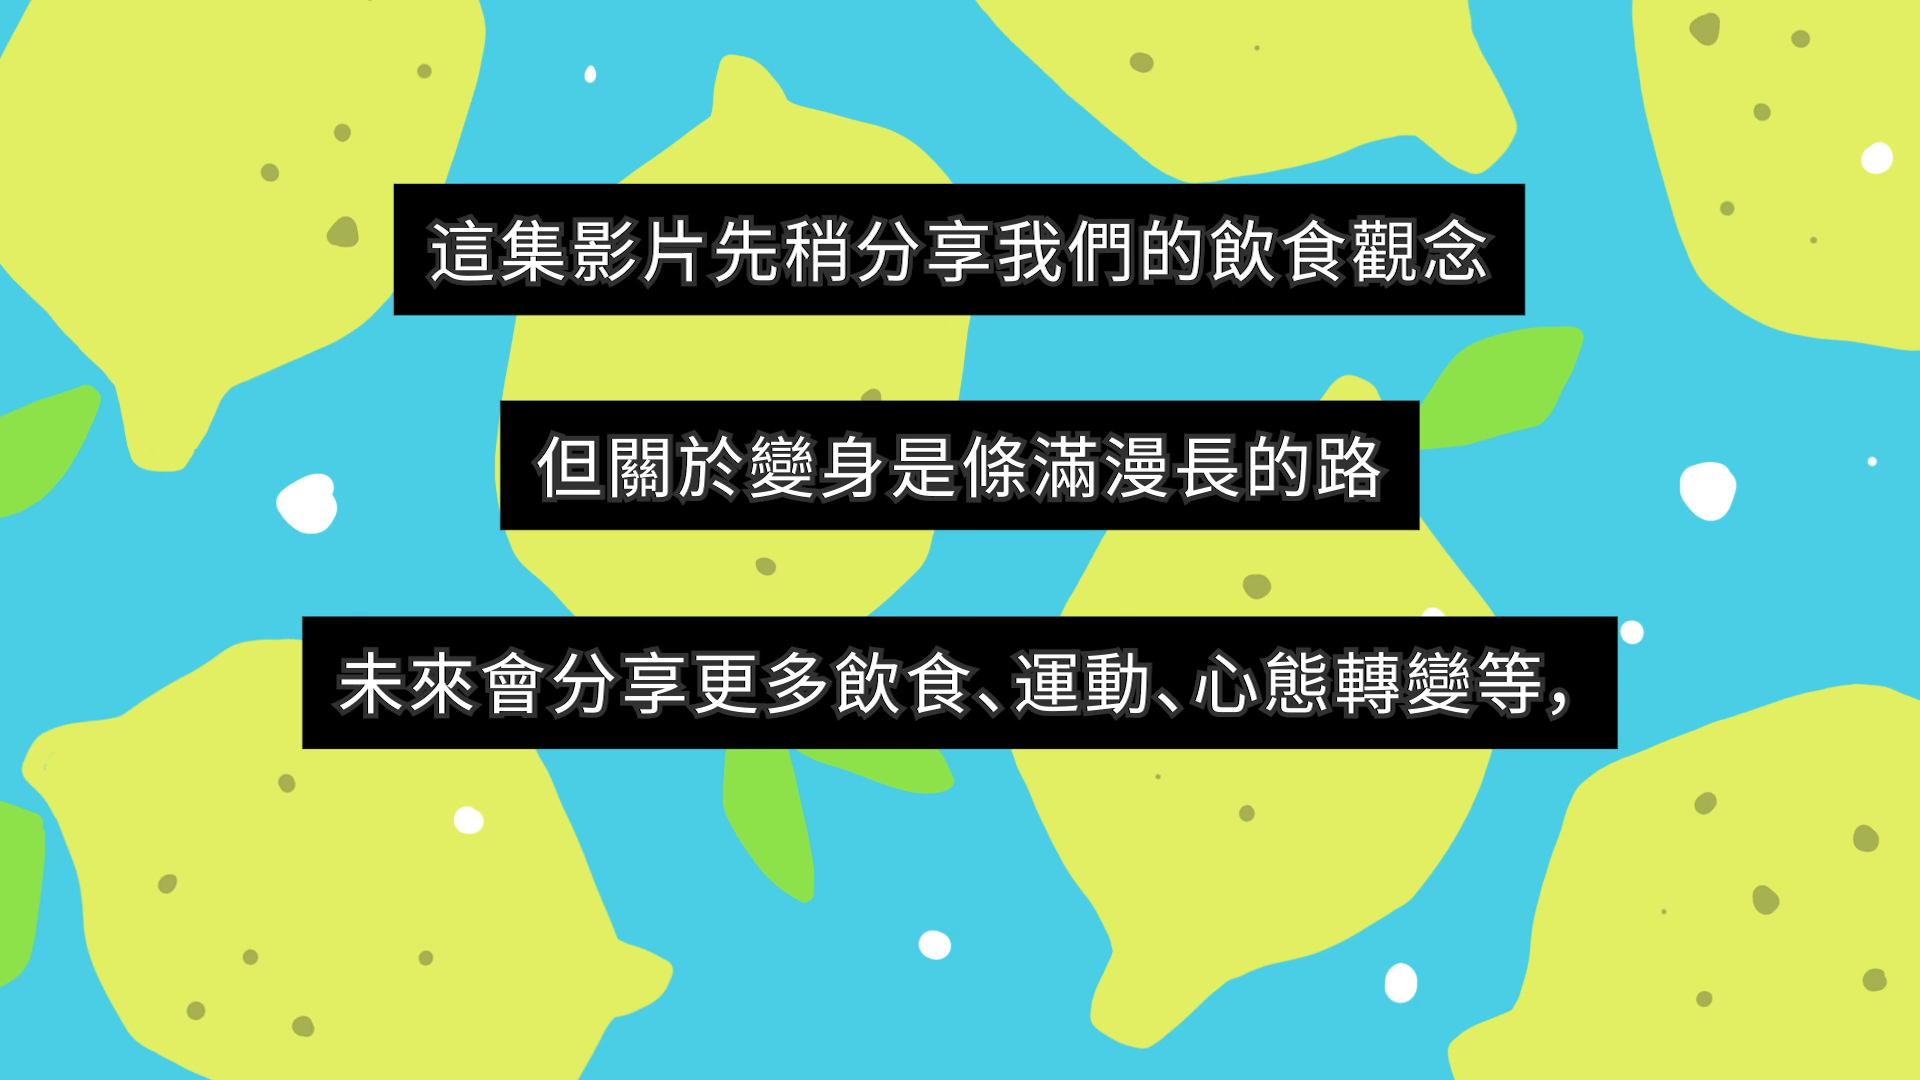 這集影片先稍分享我們的飲食觀念
但關於變身是條滿漫長的路
未來會分享更多飲食、運動、心態轉變等,